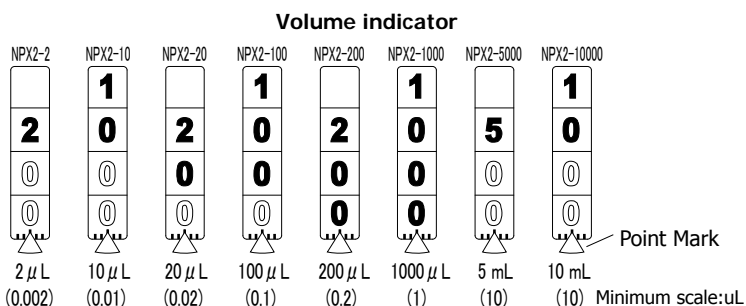 Volume indicator
NPX2-2 NPX2-10 NPX2-20 NPX2-100 NPX2-200 NPX2-1000 NPX2-5000 NPX2-10000
1 1 1 1
2 0 2 0 2 0 5 0
0 0 0 0 0 0 0 0
0 0 0 0 0 0 0 0
Point Mark
2 μL 10 μL 20 μL 100 μL 200 μL 1000 μL 5 mL 10 mL
(0.002) (0.01) (0.02) (0.1) (0.2) (1) (10) (10) Minimum scale:uL